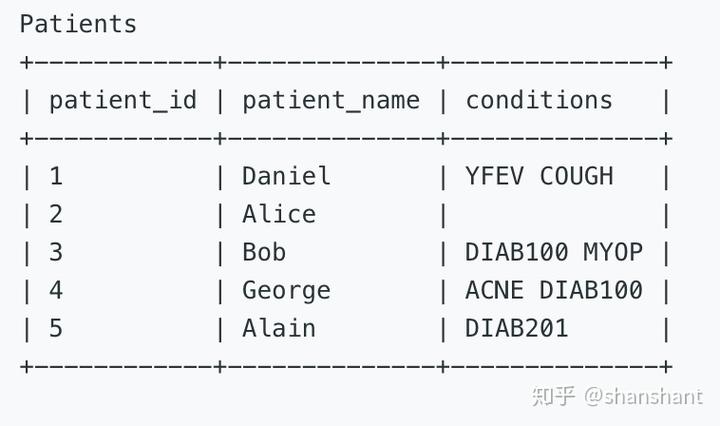 Patients
+------------+--------------+--------------+
| patient_id | patient_name | conditions   |
+------------+--------------+--------------+
| 1          | Daniel       | YFEV COUGH   |
| 2          | Alice        |              |
| 3          | Bob          | DIAB100 MYOP |
| 4          | George       | ACNE DIAB100 |
| 5          | Alain        | DIAB201      |
+------------+--------------+--------------+
知乎 @shanshant